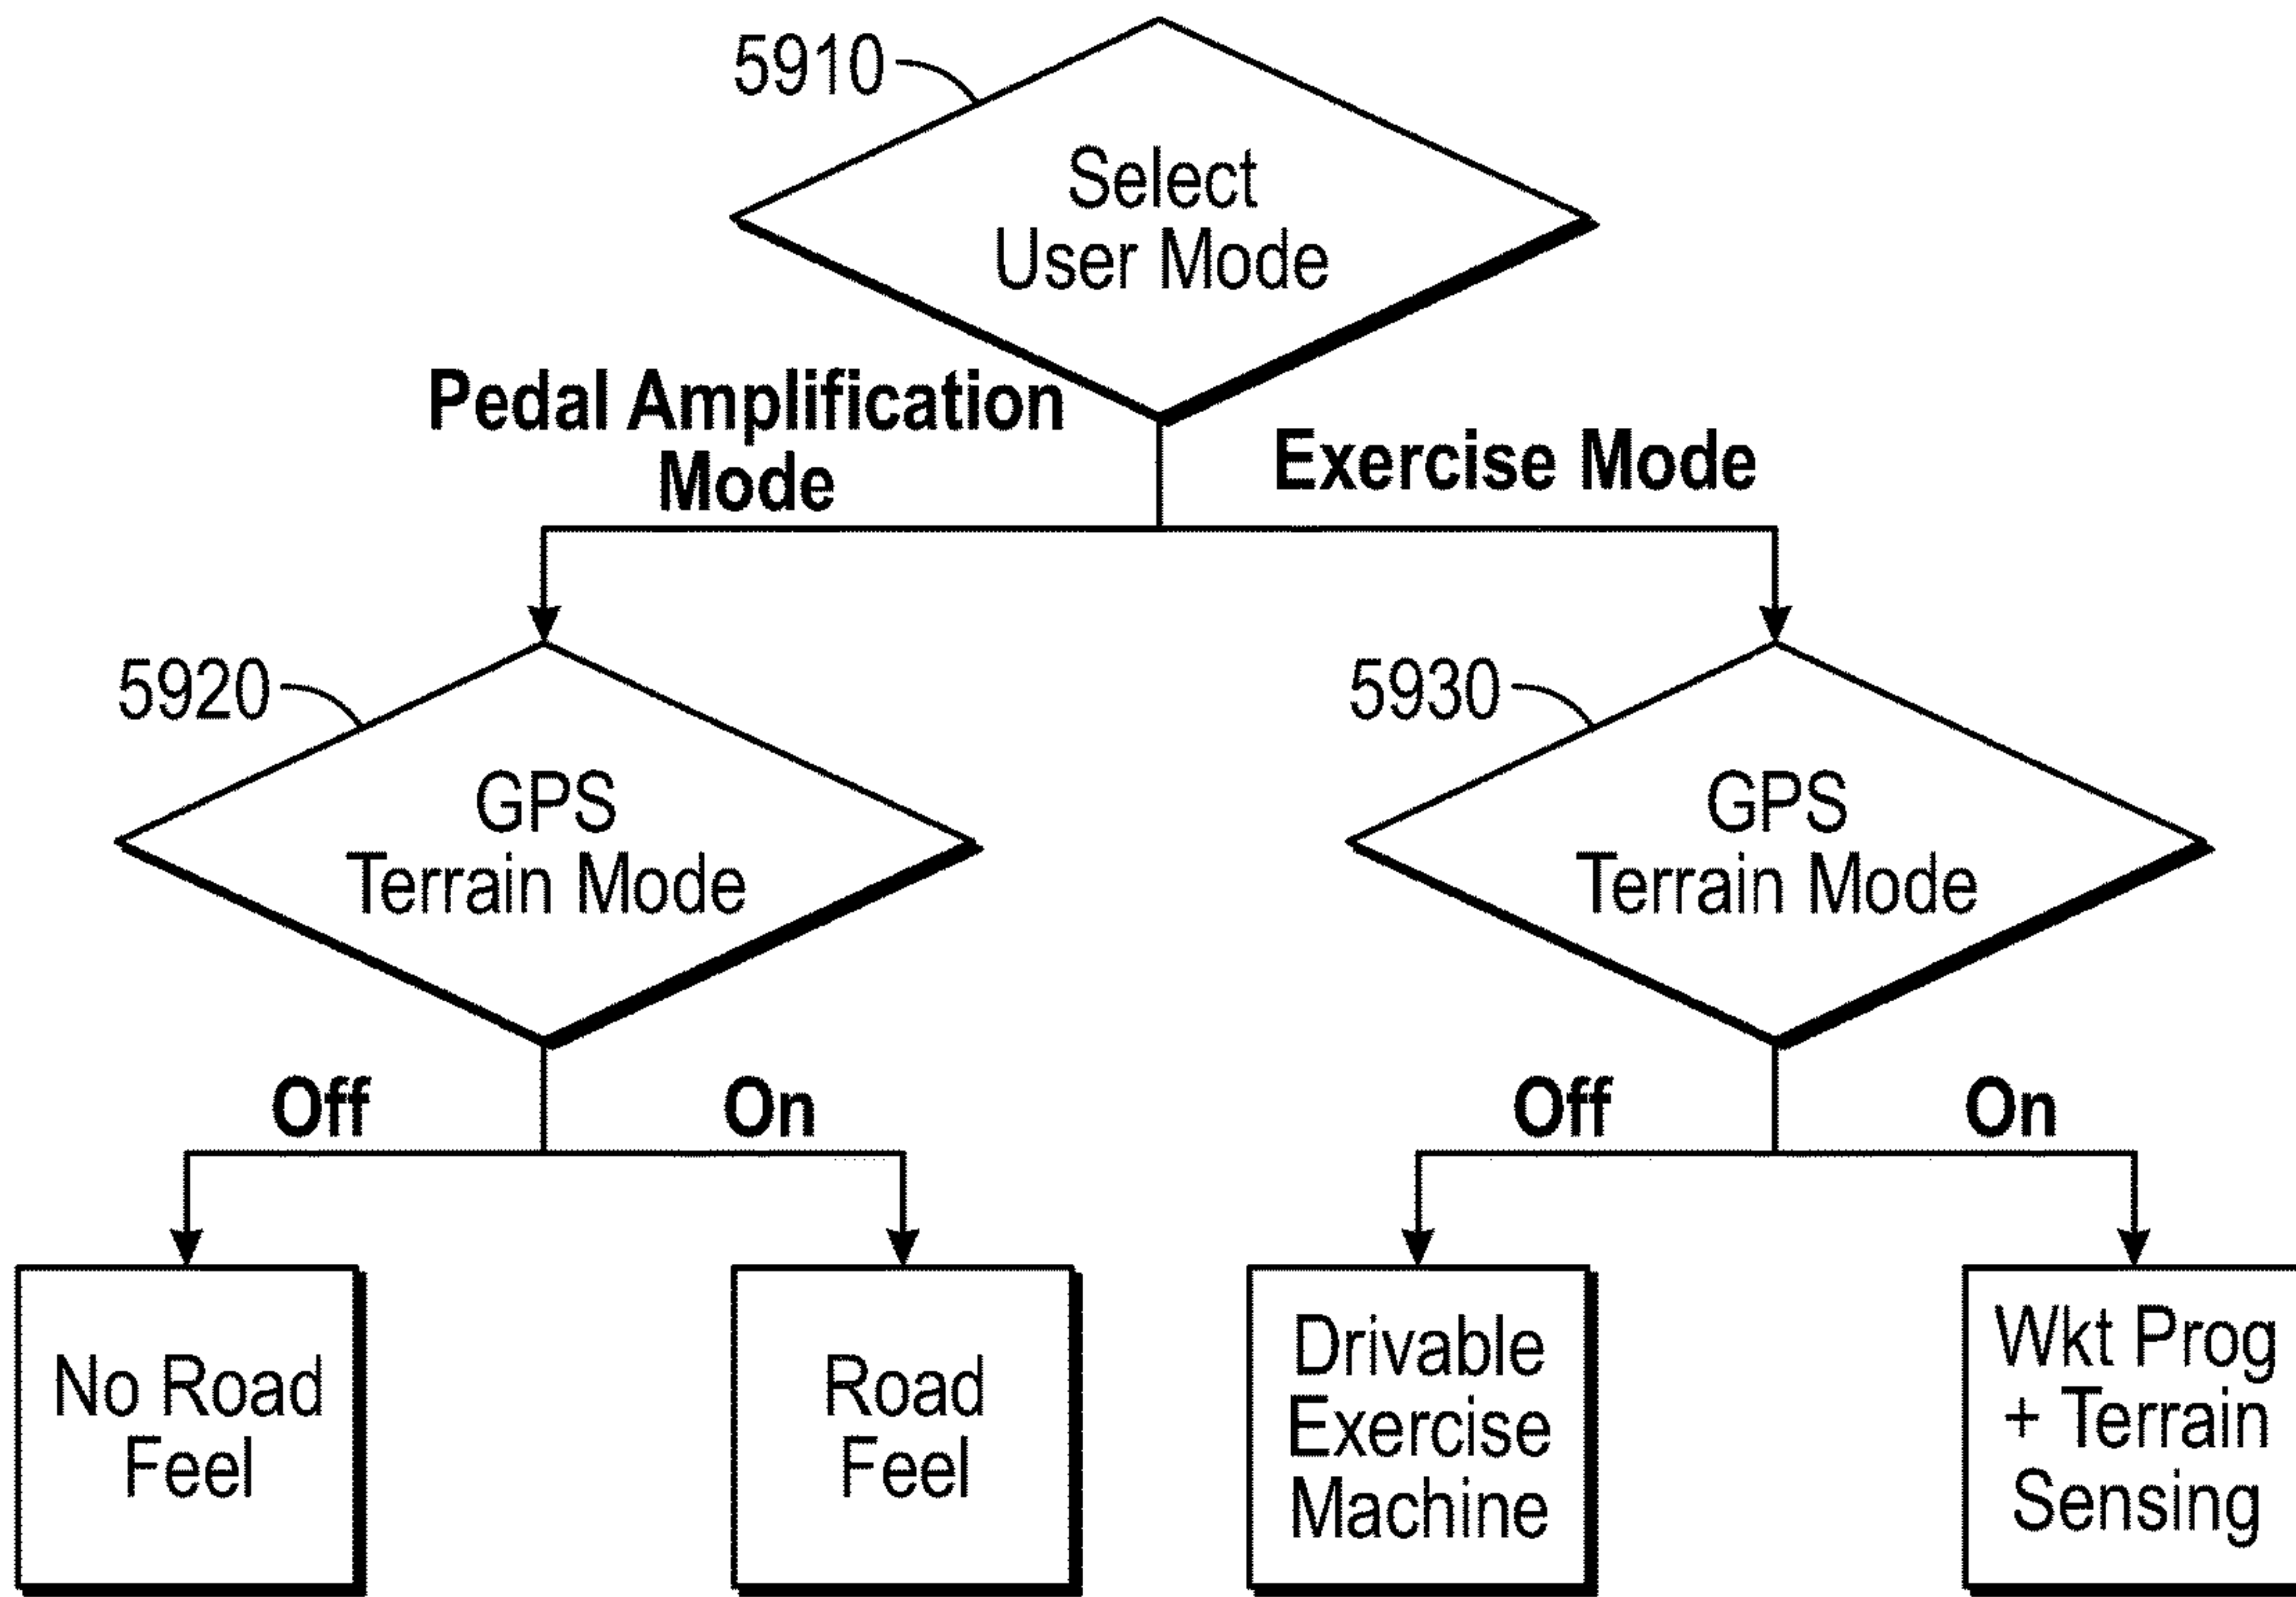 5910
Select
User Mode
Pedal Amplification
Mode
Exercise Mode
5920
GPS
Terrain Mode
5930
GPS
Terrain Mode
Off
On
Off
On
No Road
Feel
Road
Feel
Drivable
Exercise
Machine
Wkt Prog
+ Terrain
Sensing